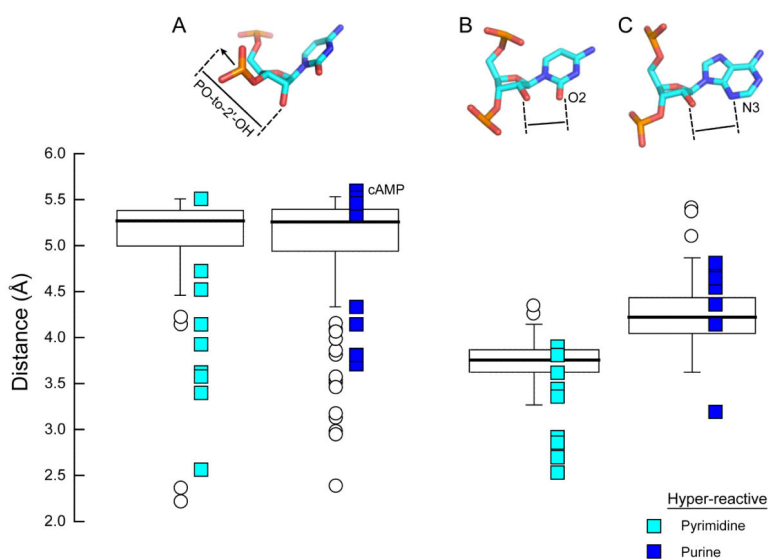 A
B
C
PO-to-2'-OH
O2
N3
6.0
5.5
5.0
4.5
4.0
3.5
3.0
2.5
2.0
Distance (Å)
cAMP
Hyper-reactive
Pyrimidine
Purine